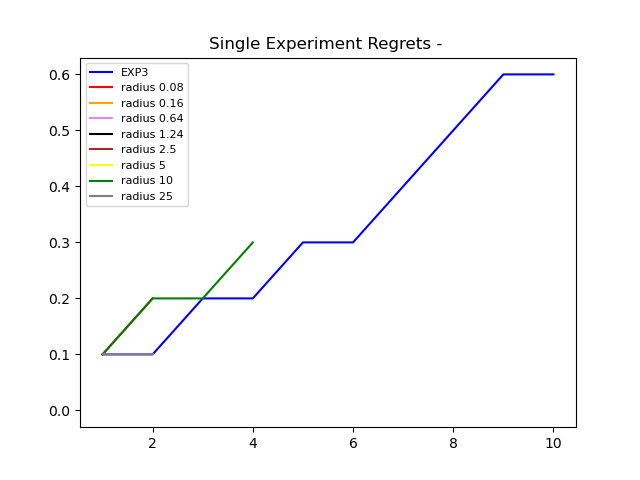 Single Experiment Regrets -
EXP3
radius 0.08
radius 0.16
radius 0.64
radius 1.24
radius 2.5
radius 5
radius 10
radius 25
0.6
0.5
0.4
0.3
0.2
0.1
0.0
2 4 6 8 10